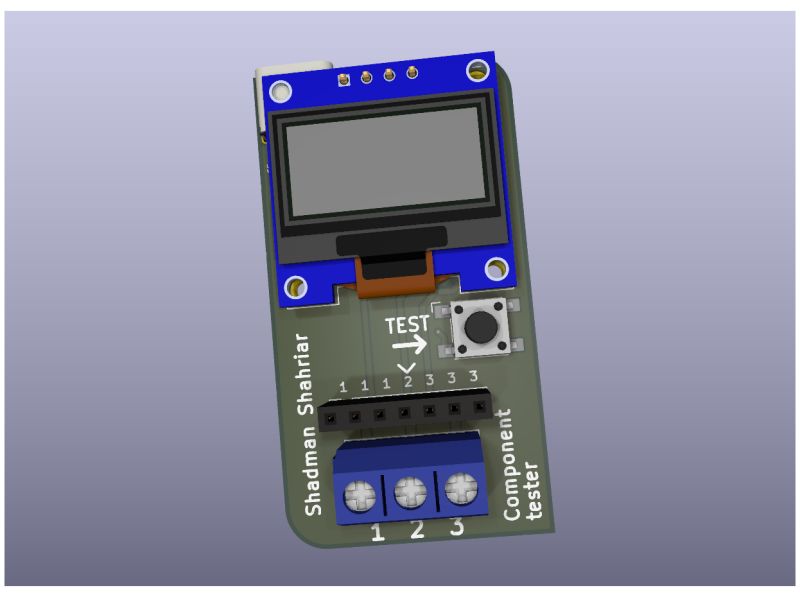 TEST
1 1 1 2 3 3 3
Shadman Shahriar
Component
tester
1 2 3